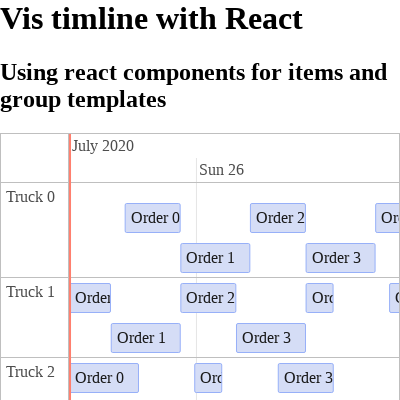 Vis timline with React
Using react components for items and
group templates
July 2020
Sun 26
Truck 0
Order 0
Order 2
Or
Order 1
Order 3
Truck 1
Order
Order 2
Orc
Order 1
Order 3
Truck 2
Order 0
Orc
Order 3